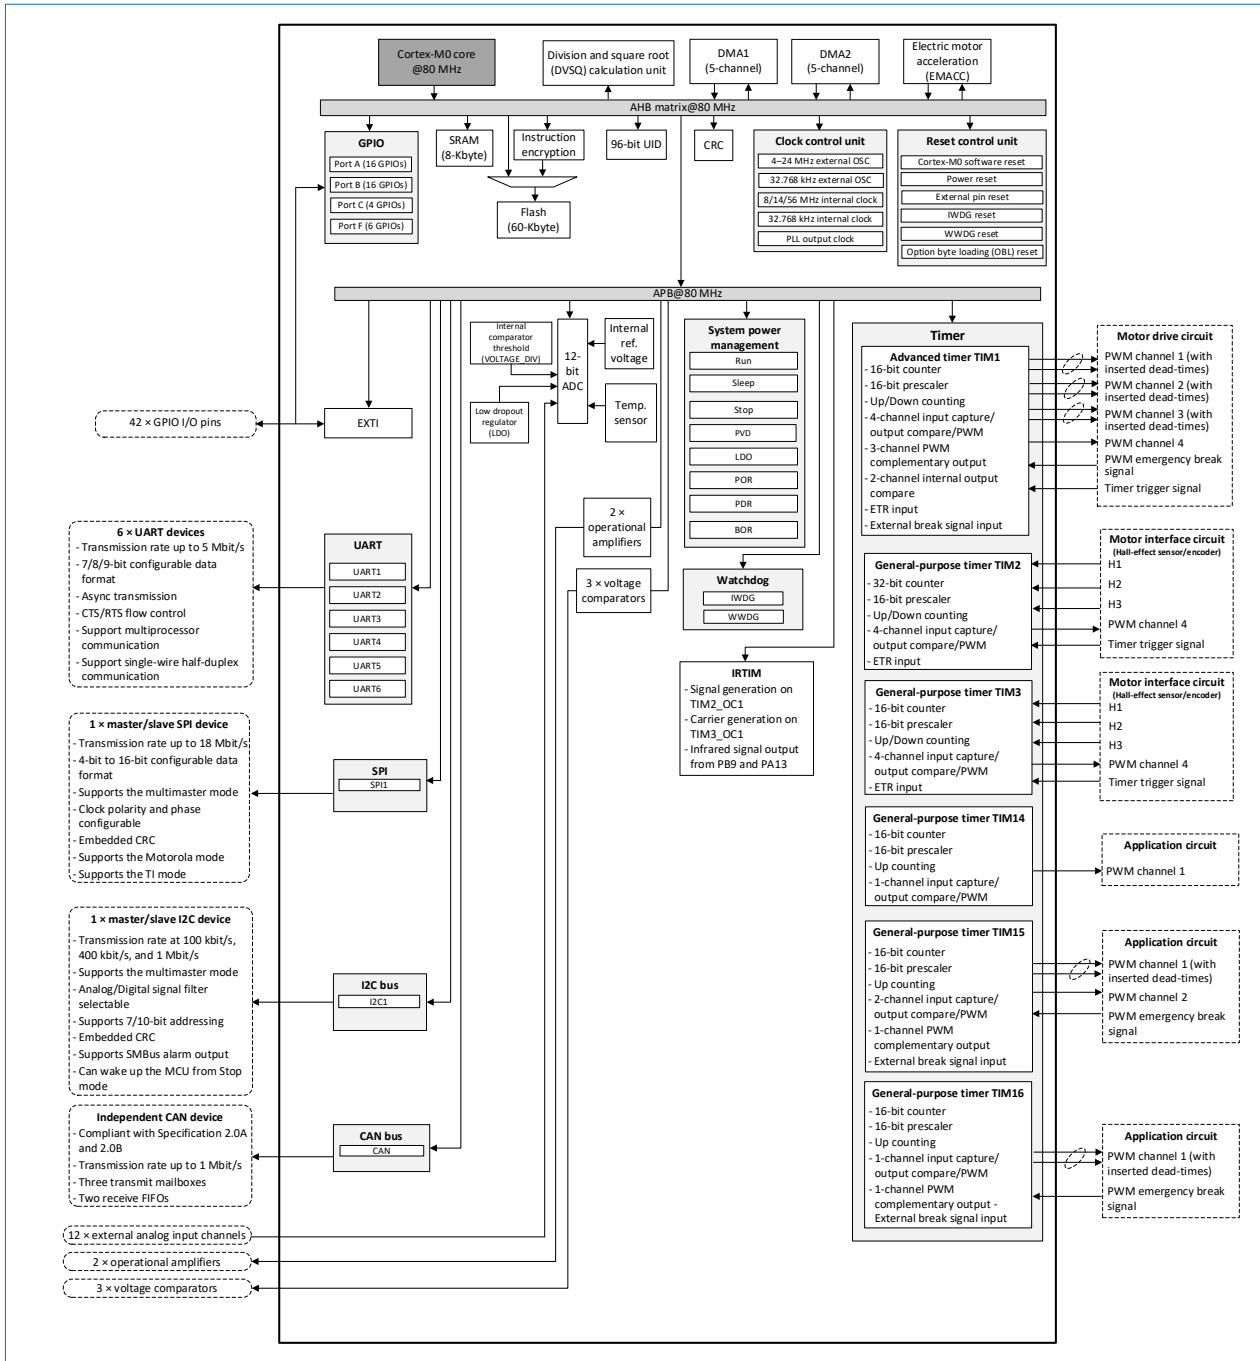 Cortex-M0 core
@80 MHz
Division and square root
(DVSQ) calculation unit
DMA1
(5-channel)
DMA2
(5-channel)
Electric motor
acceleration
(EMACC)
AHB matrix@80 MHz
GPIO
Port A (16 GPIOs)
Port B (16 GPIOs)
Port C (4 GPIOs)
Port F (6 GPIOs)
SRAM
(8-Kbyte)
Instruction
encryption
Flash
(60-Kbyte)
96-bit UID
CRC
Clock control unit
4–24 MHz external OSC
32.768 kHz external OSC
8/14/56 MHz internal clock
32.768 kHz internal clock
PLL output clock
Reset control unit
Cortex-M0 software reset
Power reset
External pin reset
IWDG reset
WWDG reset
Option byte loading (OBL) reset
APB@80 MHz
42 × GPIO I/O pins
EXTI
Internal
comparator
threshold
(VOLTAGE_DIV)
Low dropout
regulator
(LDO)
12-
bit
ADC
Internal
ref.
voltage
Temp.
sensor
System power
management
Run
Sleep
Stop
PVD
LDO
POR
PDR
BOR
2 ×
operational
amplifiers
3 × voltage
comparators
Watchdog
IWDG
WWDG
IRTIM
- Signal generation on
TIM2_OC1
- Carrier generation on
TIM3_OC1
- Infrared signal output
from PB9 and PA13
6 × UART devices
- Transmission rate up to 5 Mbit/s
- 7/8/9-bit configurable data
format
- Async transmission
- CTS/RTS flow control
- Support multiprocessor
communication
- Support single-wire half-duplex
communication
UART
UART1
UART2
UART3
UART4
UART5
UART6
1 × master/slave SPI device
- Transmission rate up to 18 Mbit/s
- 4-bit to 16-bit configurable data
format
- Supports the multimaster mode
- Clock polarity and phase
configurable
- Embedded CRC
- Supports the Motorola mode
- Supports the TI mode
SPI
SPI1
1 × master/slave I2C device
- Transmission rate at 100 kbit/s,
400 kbit/s, and 1 Mbit/s
- Supports the multimaster mode
- Analog/Digital signal filter
selectable
- Supports 7/10-bit addressing
- Embedded CRC
- Supports SMBus alarm output
- Can wake up the MCU from Stop
mode
I2C bus
I2C1
Independent CAN device
- Compliant with Specification 2.0A
and 2.0B
- Transmission rate up to 1 Mbit/s
- Three transmit mailboxes
- Two receive FIFOs
CAN bus
CAN
12 × external analog input channels
2 × operational amplifiers
3 × voltage comparators
Timer
Advanced timer TIM1
- 16-bit counter
- 16-bit prescaler
- Up/Down counting
- 4-channel input capture/
output compare/PWM
- 3-channel PWM
complementary output
- 2-channel internal output
compare
- ETR input
- External break signal input
Motor drive circuit
PWM channel 1 (with
inserted dead-times)
PWM channel 2 (with
inserted dead-times)
PWM channel 3 (with
inserted dead-times)
PWM channel 4
PWM emergency break
signal
Timer trigger signal
General-purpose timer TIM2
- 32-bit counter
- 16-bit prescaler
- Up/Down counting
- 4-channel input capture/
output compare/PWM
- ETR input
Motor interface circuit
(Hall-effect sensor/encoder)
H1
H2
H3
PWM channel 4
Timer trigger signal
General-purpose timer TIM3
- 16-bit counter
- 16-bit prescaler
- Up/Down counting
- 4-channel input capture/
output compare/PWM
- ETR input
Motor interface circuit
(Hall-effect sensor/encoder)
H1
H2
H3
PWM channel 4
Timer trigger signal
General-purpose timer TIM14
- 16-bit counter
- 16-bit prescaler
- Up counting
- 1-channel input capture/
output compare/PWM
Application circuit
PWM channel 1
General-purpose timer TIM15
- 16-bit counter
- 16-bit prescaler
- Up counting
- 2-channel input capture/
output compare/PWM
- 1-channel PWM
complementary output
- External break signal input
Application circuit
PWM channel 1 (with
inserted dead-times)
PWM channel 2
PWM emergency break
signal
General-purpose timer TIM16
- 16-bit counter
- 16-bit prescaler
- Up counting
- 1-channel input capture/
output compare/PWM
- 1-channel PWM
complementary output -
External break signal input
Application circuit
PWM channel 1 (with
inserted dead-times)
PWM emergency break
signal